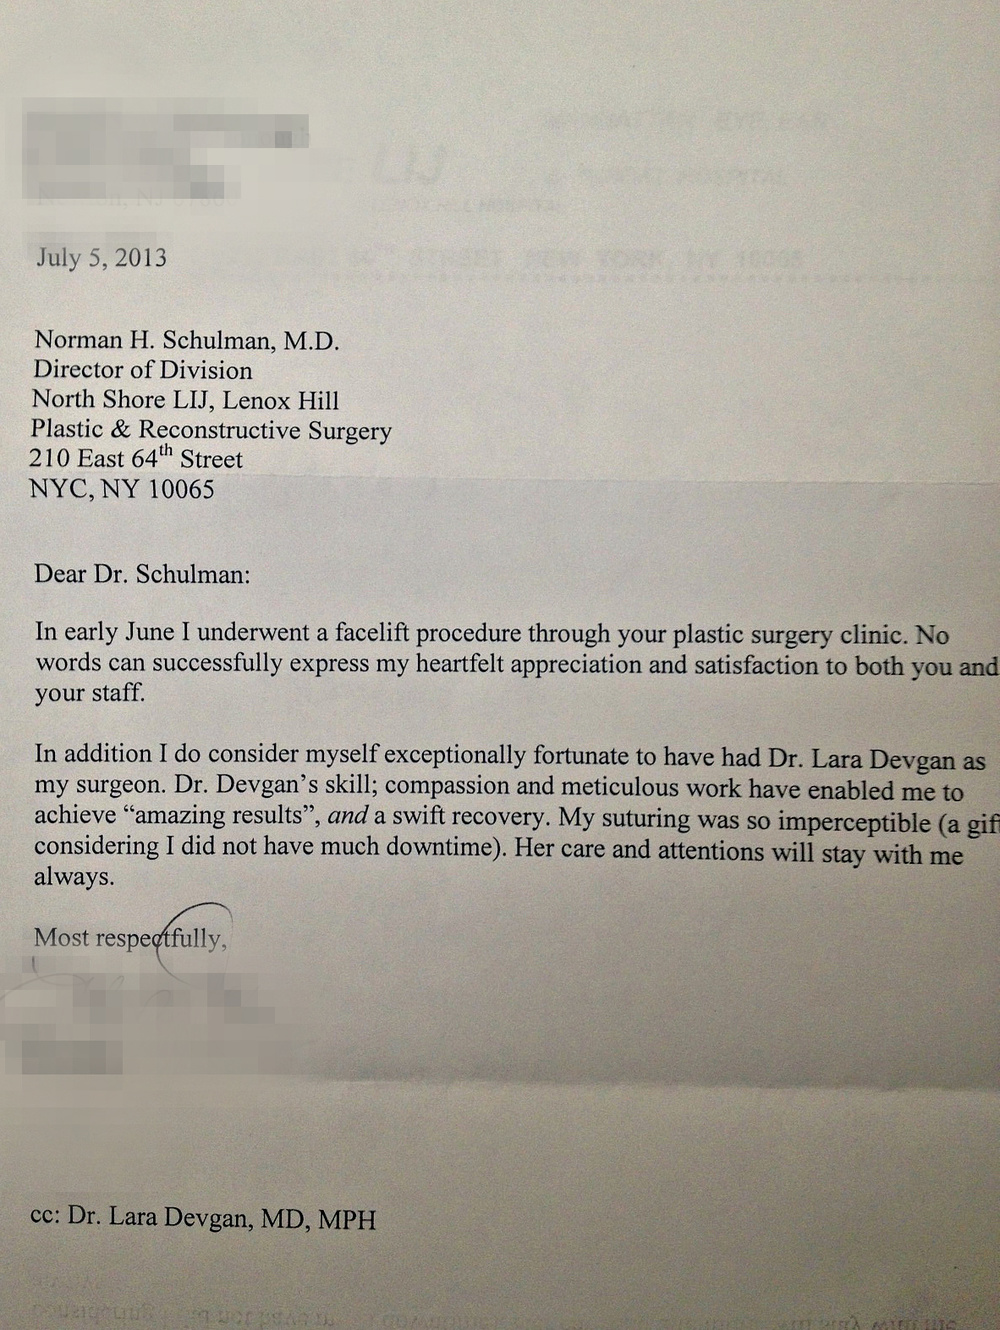 LIJ
STREET, NEW YORK, NY
July 5, 2013
Norman H. Schulman, M.D.
Director of Division
North Shore LIJ, Lenox Hill
Plastic & Reconstructive Surgery
210 East 64th Street
NYC, NY 10065
Dear Dr. Schulman:
In early June I underwent a facelift procedure through your plastic surgery clinic. No
words can successfully express my heartfelt appreciation and satisfaction to both you and
your staff.
In addition I do consider myself exceptionally fortunate to have had Dr. Lara Devgan as
my surgeon. Dr. Devgan’s skill; compassion and meticulous work have enabled me to
achieve “amazing results”, and a swift recovery. My suturing was so imperceptible (a gif
considering I did not have much downtime). Her care and attentions will stay with me
always.
Most respectfully,
cc: Dr. Lara Devgan, MD, MPH